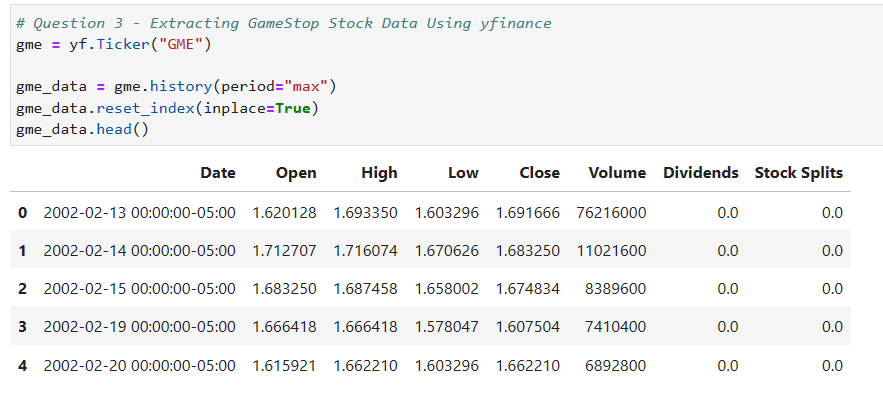 # Question 3 - Extracting GameStop Stock Data Using yfinance
gme = yf.Ticker("GME")
gme_data = gme.history(period="max")
gme_data.reset_index(inplace=True)
gme_data.head()
Date Open High Low Close Volume Dividends Stock Splits
0 2002-02-13 00:00:00-05:00 1.620128 1.693350 1.603296 1.691666 76216000 0.0 0.0
1 2002-02-14 00:00:00-05:00 1.712707 1.716074 1.670626 1.683250 11021600 0.0 0.0
2 2002-02-15 00:00:00-05:00 1.683250 1.687458 1.658002 1.674834 8389600 0.0 0.0
3 2002-02-19 00:00:00-05:00 1.666418 1.666418 1.578047 1.607504 7410400 0.0 0.0
4 2002-02-20 00:00:00-05:00 1.615921 1.662210 1.603296 1.662210 6892800 0.0 0.0